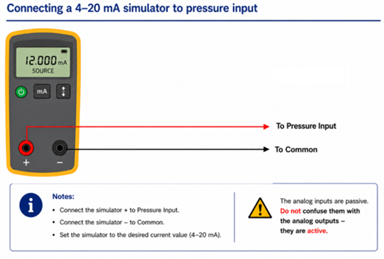 Connecting a 4–20 mA simulator to pressure input
12.000 mA
SOURCE
mA
To Pressure Input
To Common
+ –
i
Notes:
• Connect the simulator + to Pressure Input.
• Connect the simulator – to Common.
• Set the simulator to the desired current value (4–20 mA).
!
The analog inputs are passive.
Do not confuse them with
the analog outputs –
they are active.